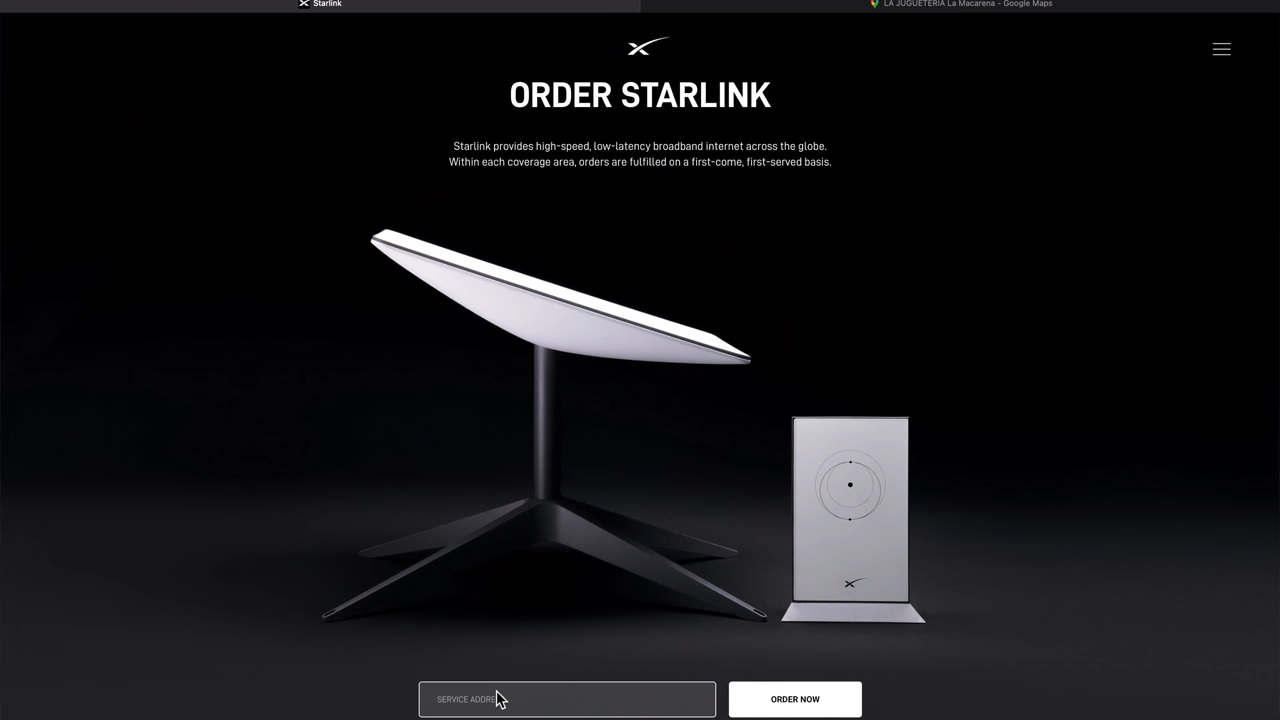 Starlink
LA JUGUETERIA La Macarena - Google Maps
ORDER STARLINK
Starlink provides high-speed, low-latency broadband internet across the globe.
Within each coverage area, orders are fulfilled on a first-come, first-served basis.
SERVICE
ORDER NOW